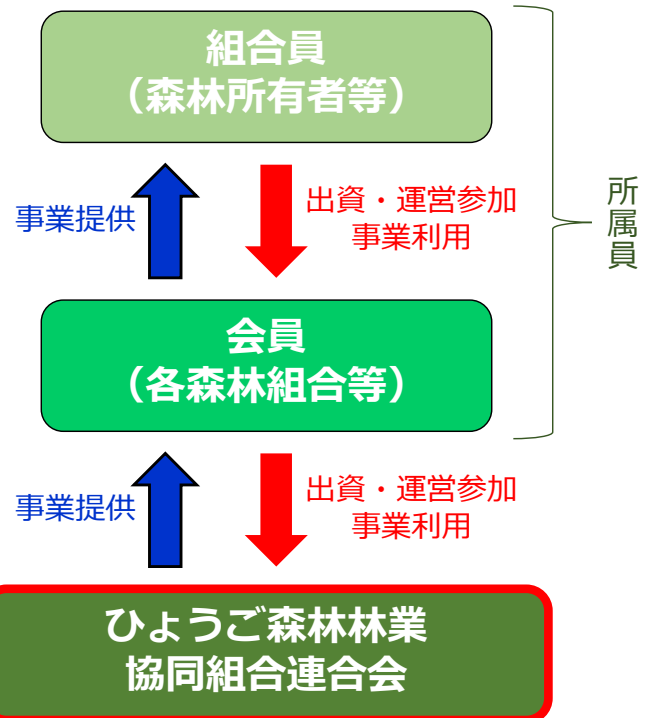 組合員
（森林所有者等）
事業提供
出資・運営参加
事業利用
所属員
会員
（各森林組合等）
事業提供
出資・運営参加
事業利用
ひょうご森林林業
協同組合連合会